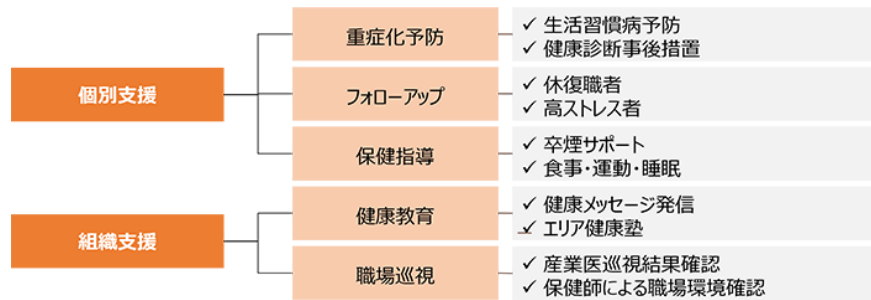 個別支援
重症化予防
✓ 生活習慣病予防
✓ 健康診断事後措置
フォローアップ
✓ 休復職者
✓ 高ストレス者
保健指導
✓ 卒煙サポート
✓ 食事・運動・睡眠
組織支援
健康教育
✓ 健康メッセージ発信
✓ エリア健康塾
職場巡視
✓ 産業医巡視結果確認
✓ 保健師による職場環境確認